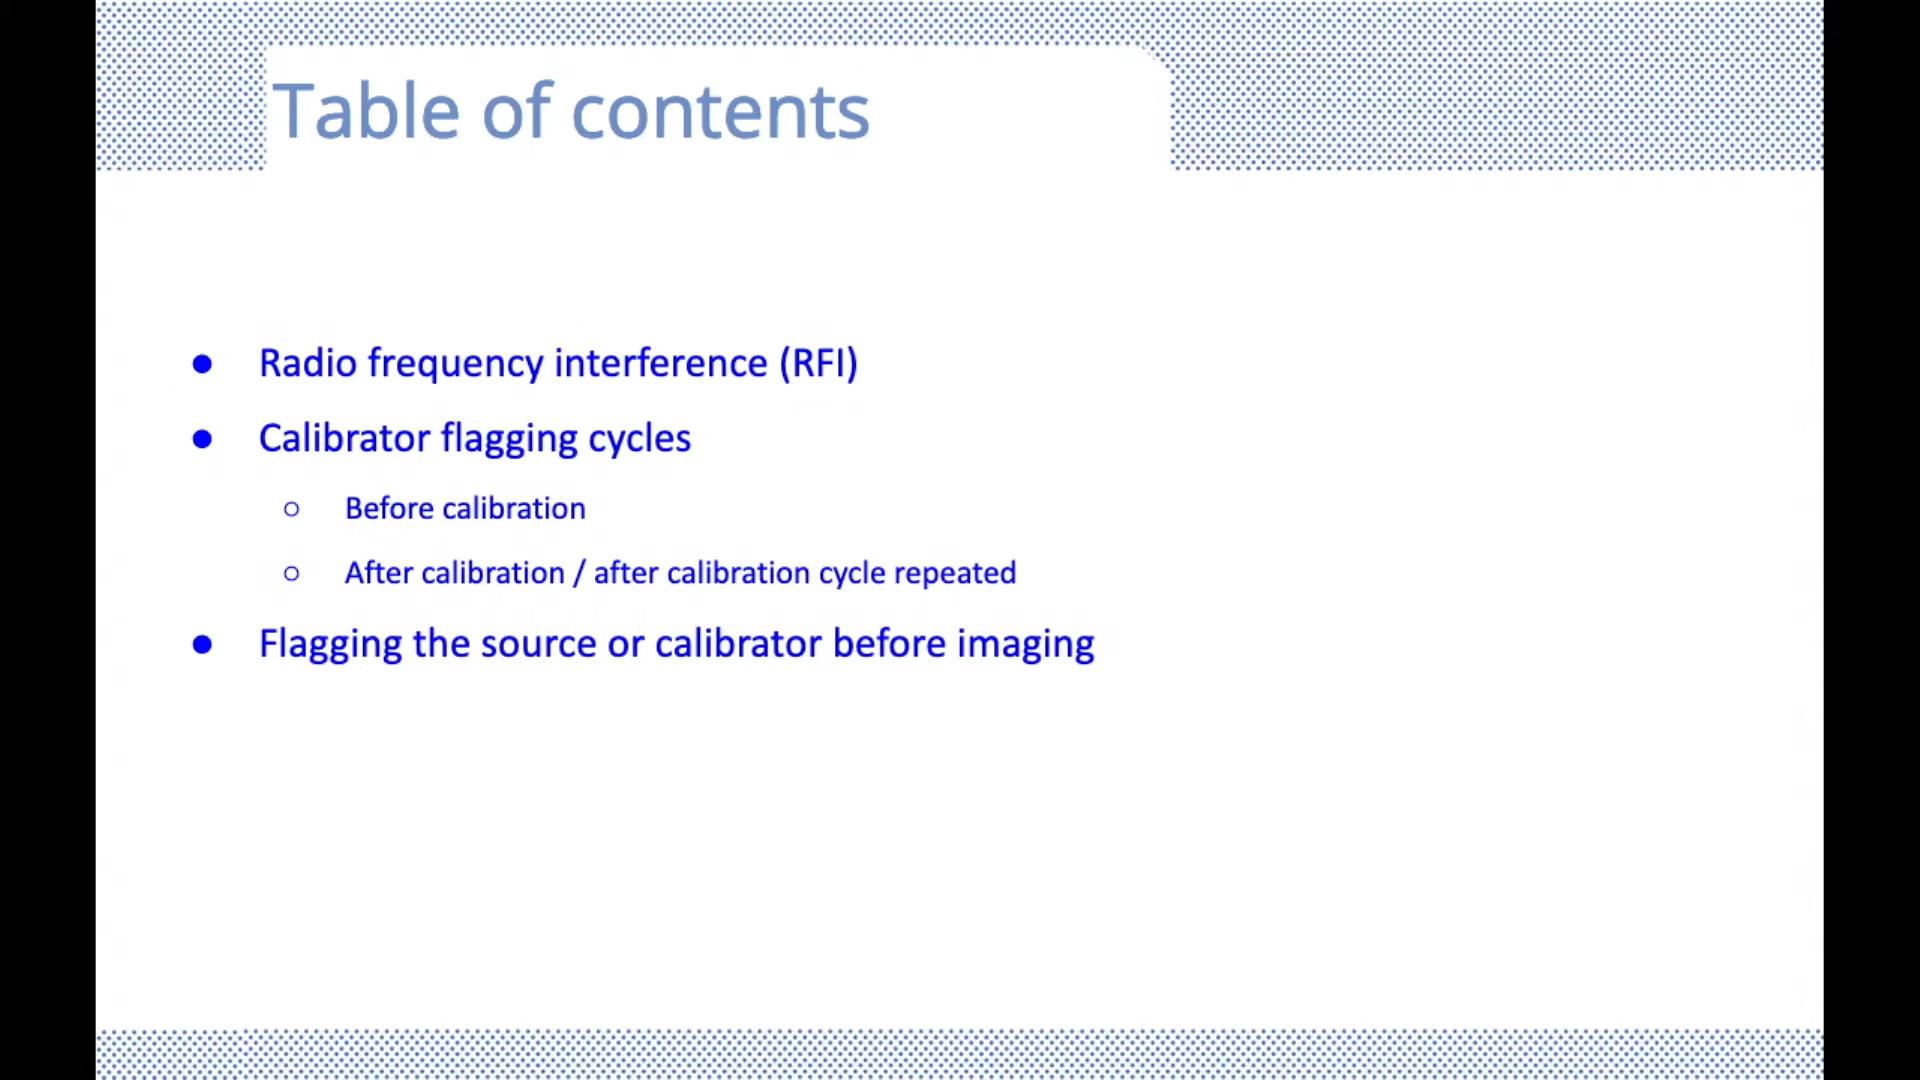 Table of contents
● Radio frequency interference (RFI)
● Calibrator flagging cycles
○ Before calibration
○ After calibration / after calibration cycle repeated
● Flagging the source or calibrator before imaging